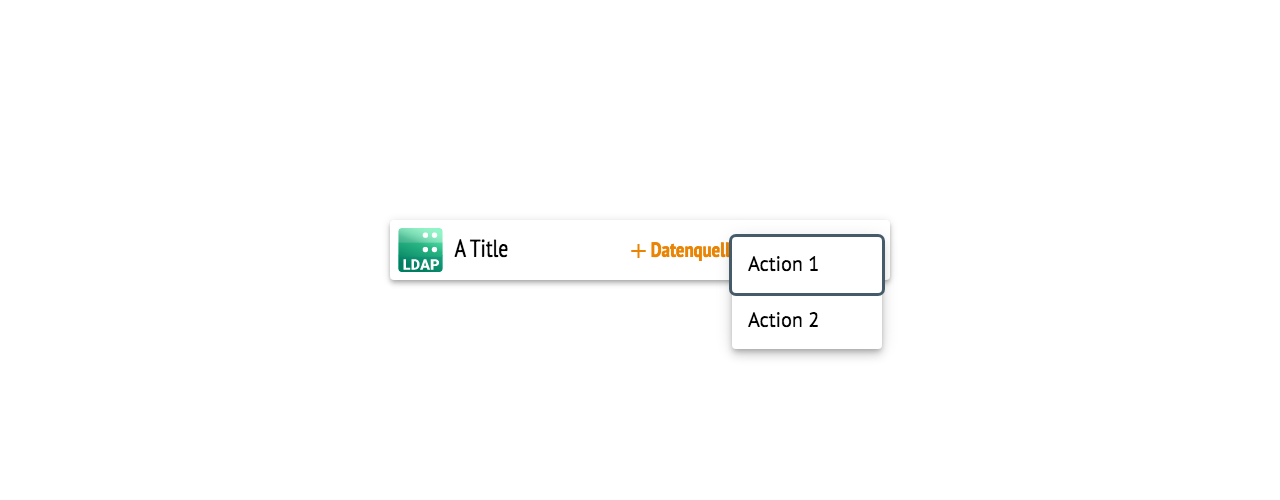 LDAP
A Title
+ Datenquell
Action 1
Action 2